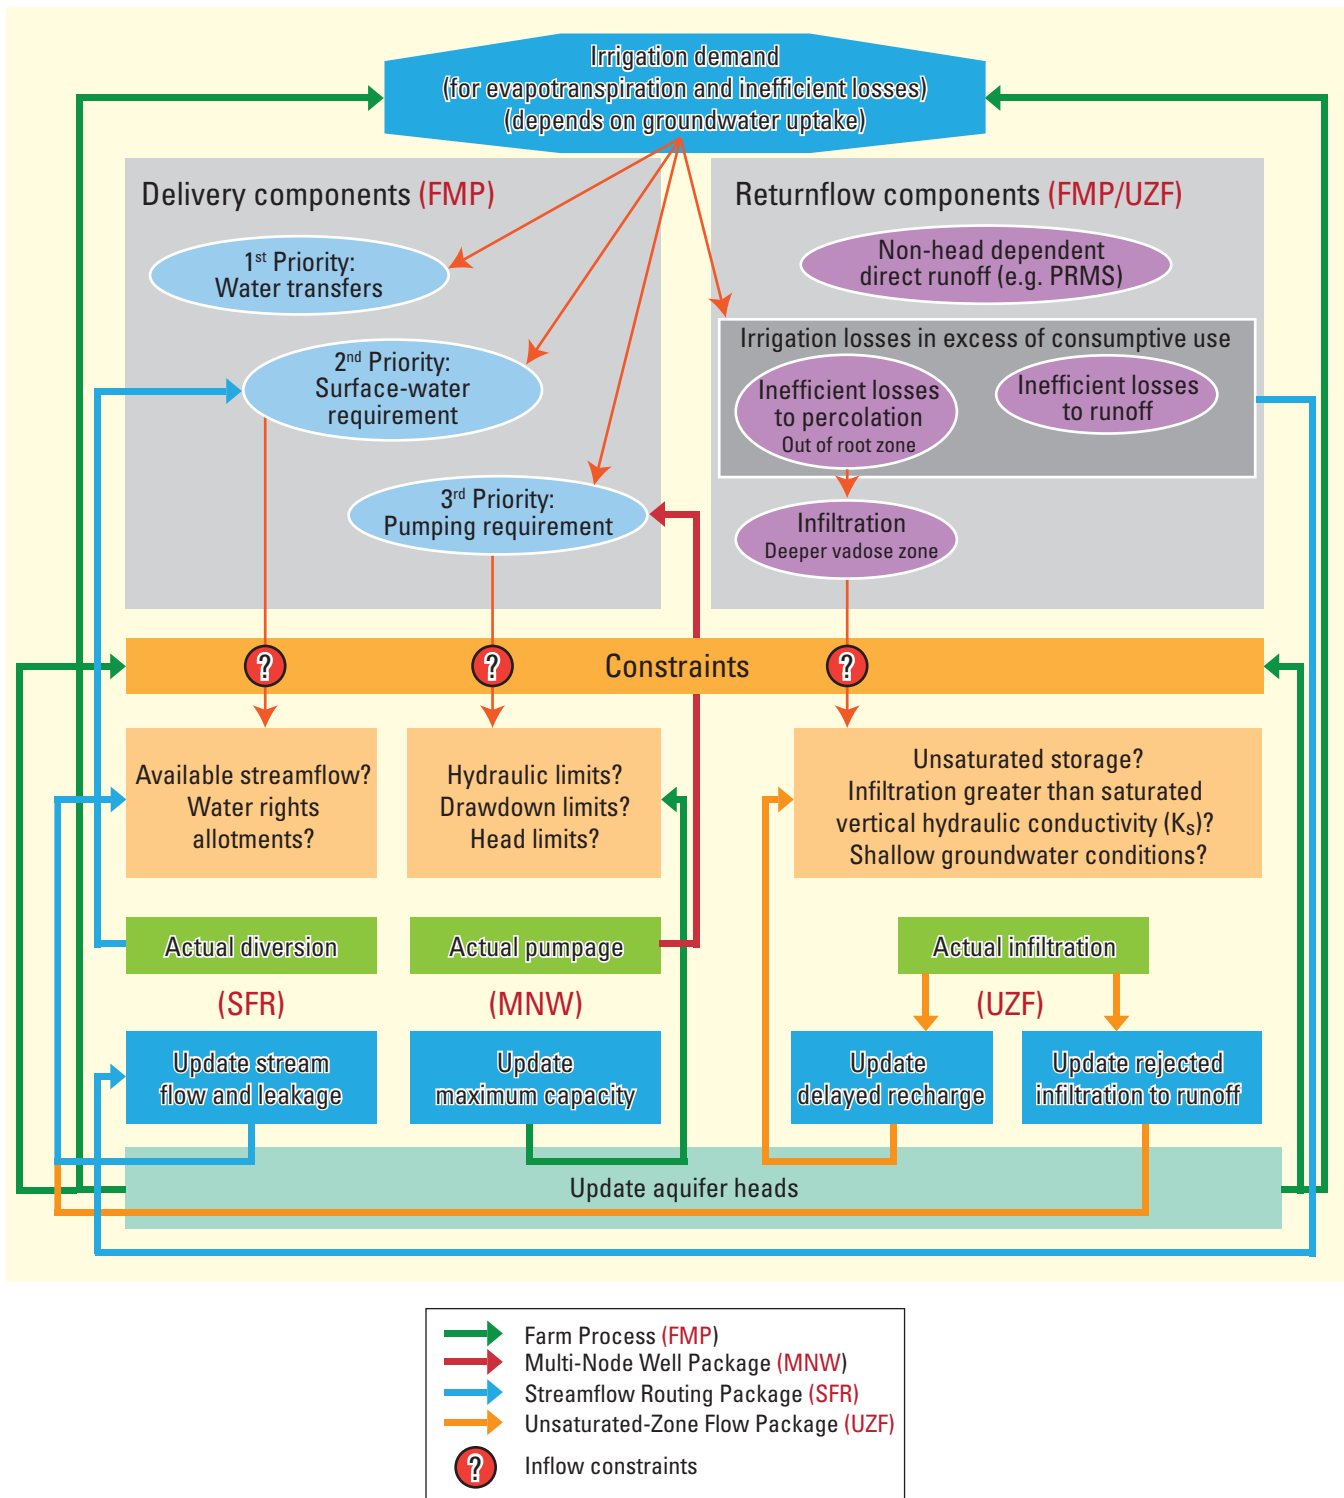 Irrigation demand
(for evapotranspiration and inefficient losses)
(depends on groundwater uptake)
Delivery components (FMP)
1st Priority:
Water transfers
2nd Priority:
Surface-water
requirement
3rd Priority:
Pumping requirement
Returnflow components (FMP/UZF)
Non-head dependent
direct runoff (e.g. PRMS)
Irrigation losses in excess of consumptive use
Inefficient losses
to percolation
Out of root zone
Inefficient losses
to runoff
Infiltration
Deeper vadose zone
?
?
Constraints
?
Available streamflow?
Water rights
allotments?
Hydraulic limits?
Drawdown limits?
Head limits?
Unsaturated storage?
Infiltration greater than saturated
vertical hydraulic conductivity (Ks)?
Shallow groundwater conditions?
Actual diversion
Actual pumpage
Actual infiltration
(SFR)
(MNW)
(UZF)
Update stream
flow and leakage
Update
maximum capacity
Update
delayed recharge
Update rejected
infiltration to runoff
Update aquifer heads
Farm Process (FMP)
Multi-Node Well Package (MNW)
Streamflow Routing Package (SFR)
Unsaturated-Zone Flow Package (UZF)
? Inflow constraints